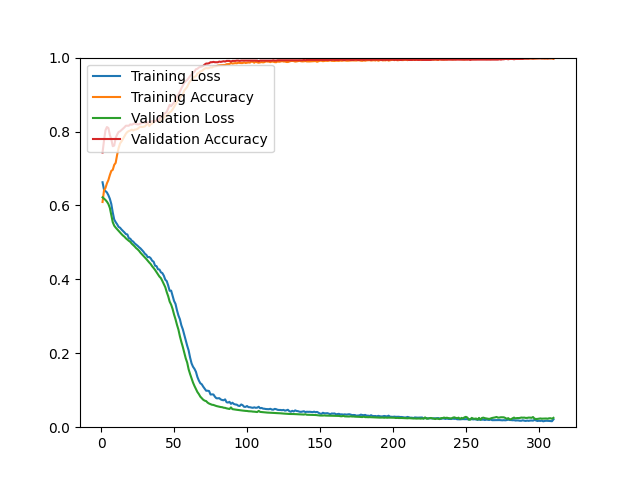 1.0
0.8
0.6
0.4
0.2
0.0
0 50 100 150 200 250 300
Training Loss
Training Accuracy
Validation Loss
Validation Accuracy